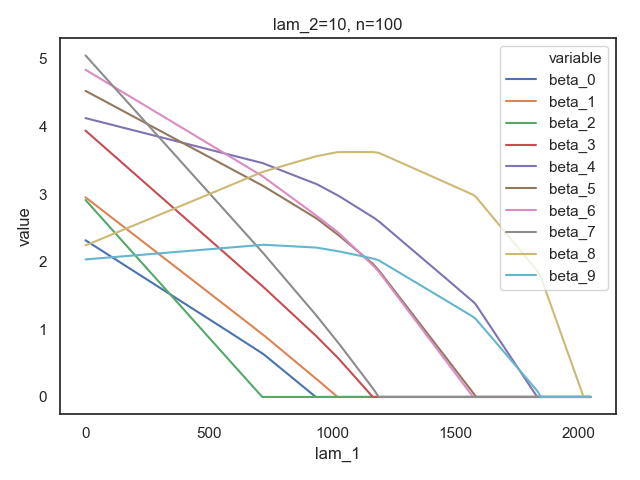 lam_2=10, n=100
value
5
4
3
2
1
0
variable
beta_0
beta_1
beta_2
beta_3
beta_4
beta_5
beta_6
beta_7
beta_8
beta_9
0 500 1000 1500 2000
lam_1